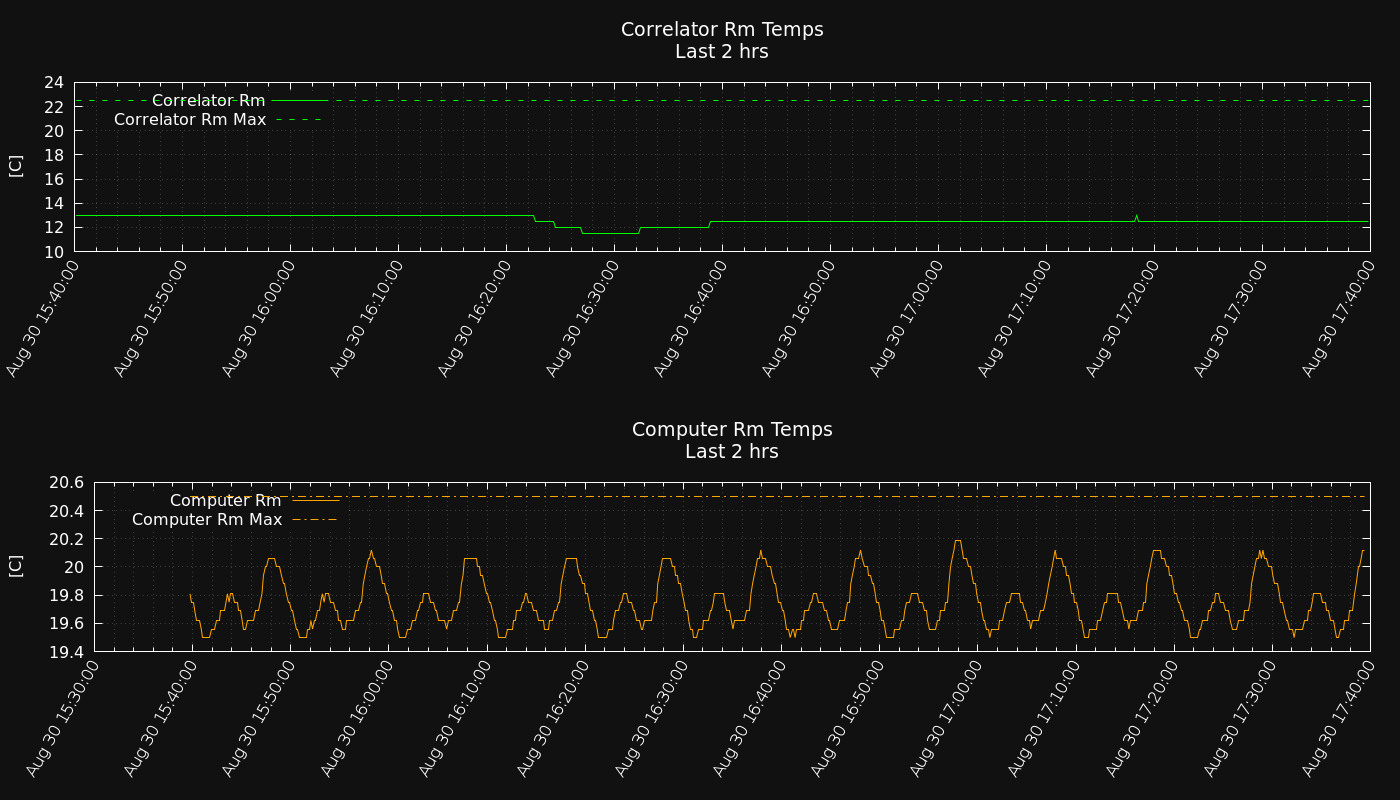 Correlator Rm Temps
Last 2 hrs
24
22
20
18
16
14
12
10
[C]
Correlator Rm
Correlator Rm Max
Aug 30 15:40:00
Aug 30 15:50:00
Aug 30 16:00:00
Aug 30 16:10:00
Aug 30 16:20:00
Aug 30 16:30:00
Aug 30 16:40:00
Aug 30 16:50:00
Aug 30 17:00:00
Aug 30 17:10:00
Aug 30 17:20:00
Aug 30 17:30:00
Aug 30 17:40:00
Computer Rm Temps
Last 2 hrs
20.6
20.4
20.2
20
19.8
19.6
19.4
[C]
Computer Rm
Computer Rm Max
Aug 30 15:30:00
Aug 30 15:40:00
Aug 30 15:50:00
Aug 30 16:00:00
Aug 30 16:10:00
Aug 30 16:20:00
Aug 30 16:30:00
Aug 30 16:40:00
Aug 30 16:50:00
Aug 30 17:00:00
Aug 30 17:10:00
Aug 30 17:20:00
Aug 30 17:30:00
Aug 30 17:40:00